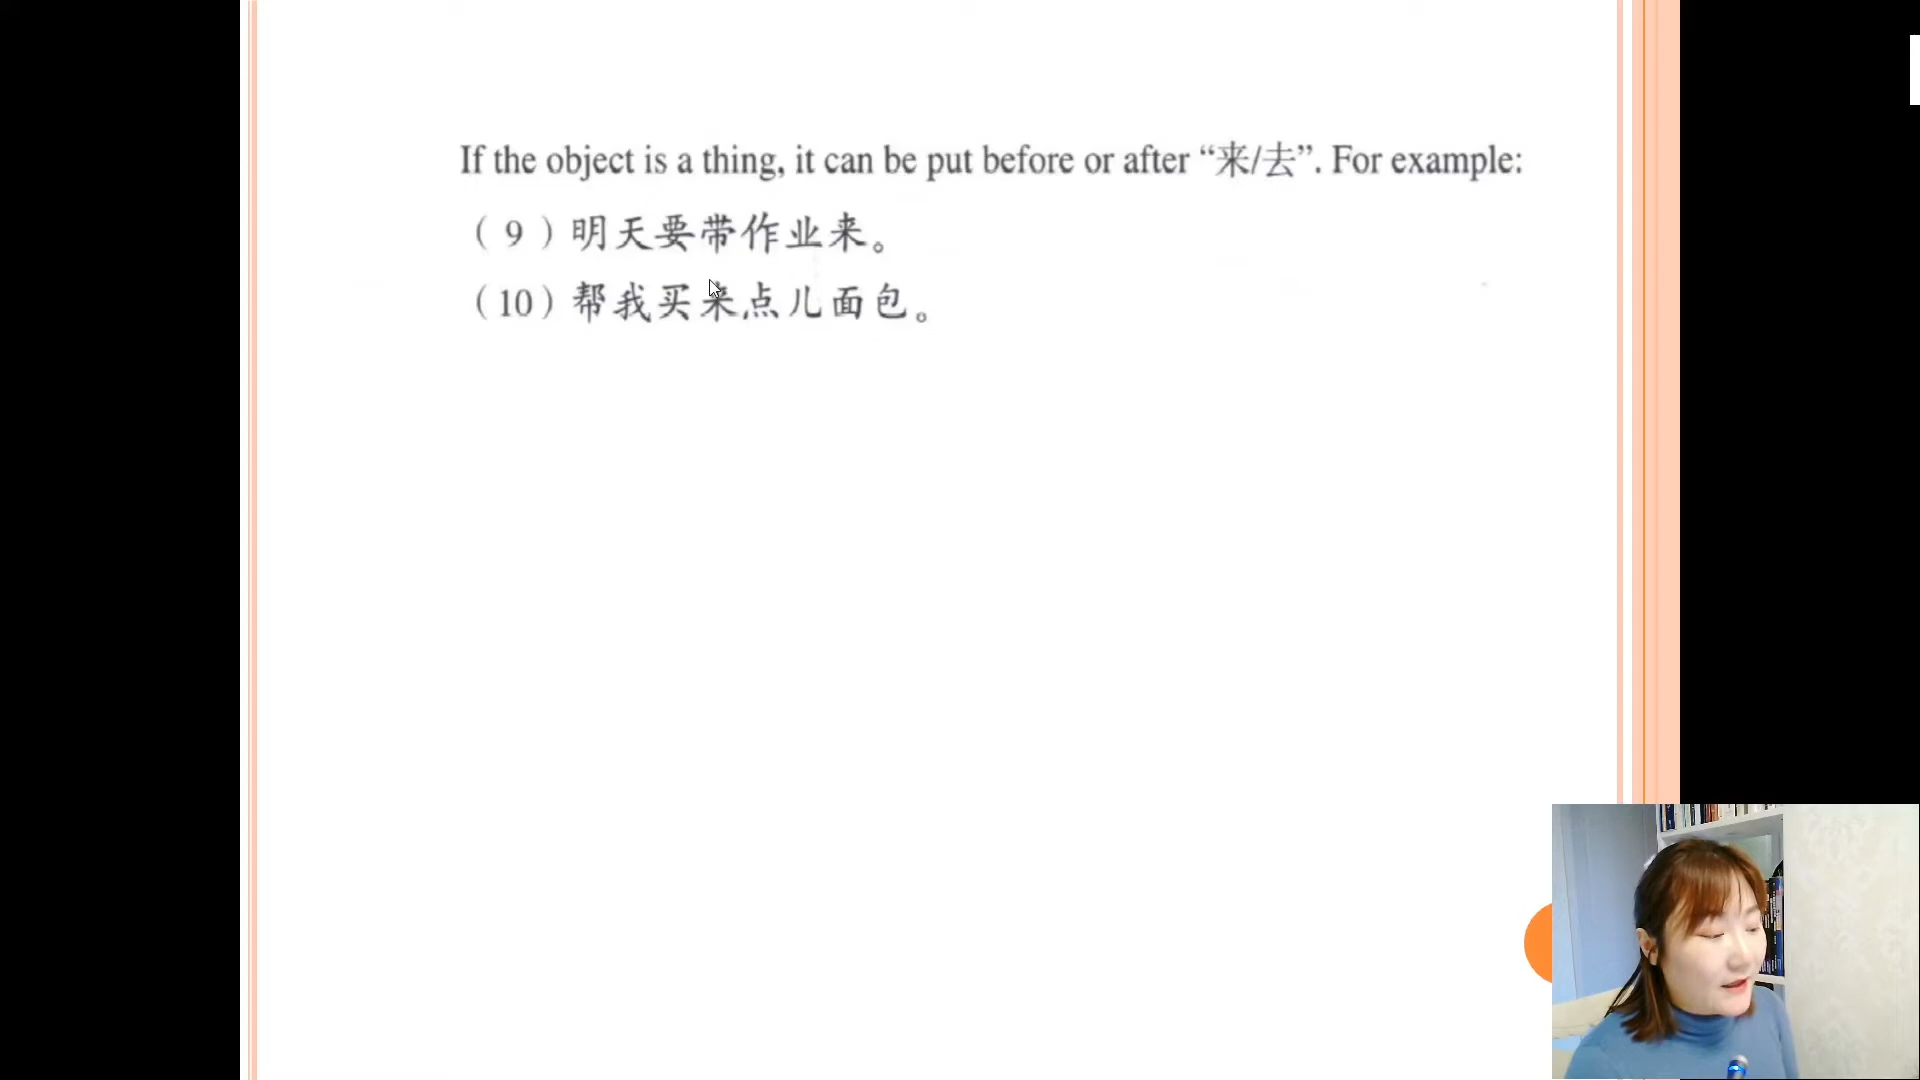 If the object is a thing, it can be put before or after “来/去”. For example:
（9）明天要带作业来。
（10）帮我买来点儿面包。